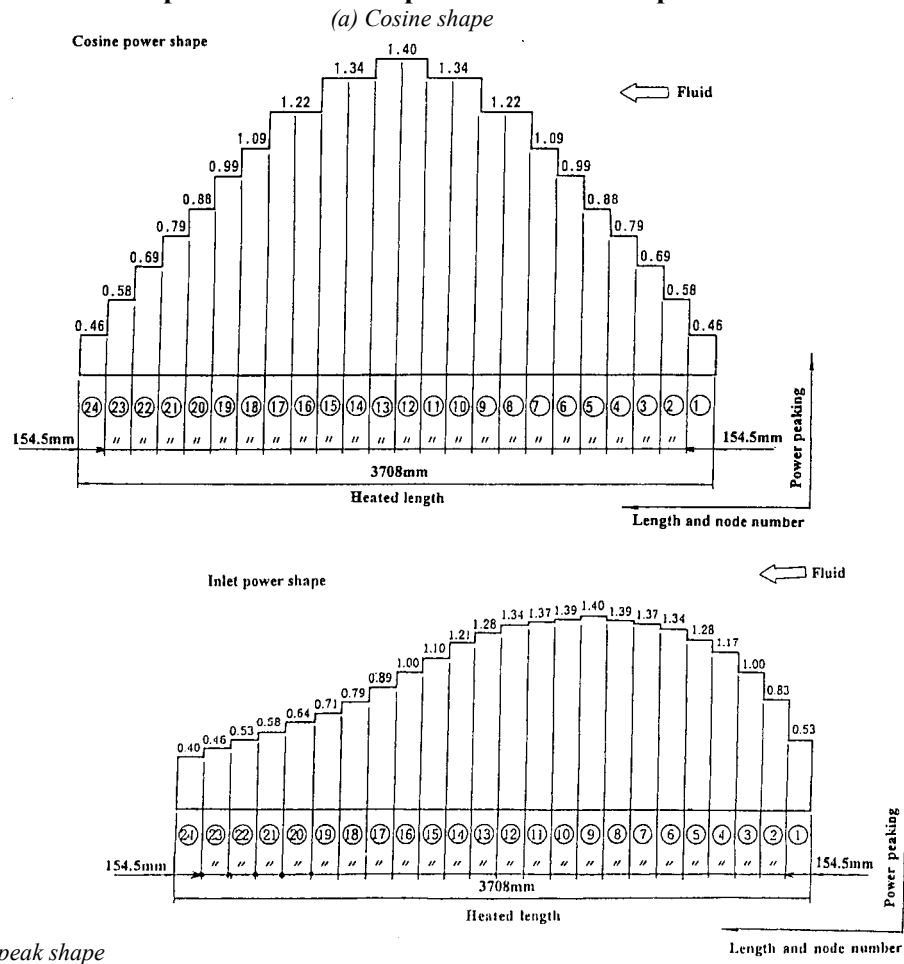 (a) Cosine shape
Cosine power shape
1.40
1.34 1.34
Fluid
1.22 1.22
1.09 1.09
0.99 0.99
0.88 0.88
0.79 0.79
0.69 0.69
0.58 0.58
0.46 0.46
㉔ ㉓ ㉒ ㉑ ⑳ ⑲ ⑱ ⑰ ⑯ ⑮ ⑭ ⑬ ⑫ ⑪ ⑩ ⑨ ⑧ ⑦ ⑥ ⑤ ④ ③ ② ①
154.5mm 〃 〃 〃 〃 〃 〃 〃 〃 〃 〃 〃 〃 〃 〃 〃 〃 〃 〃 〃 〃 〃 〃 154.5mm
3708mm
Heated length
Power peaking
Length and node number
Inlet power shape
Fluid
0.40 0.46 0.53 0.58 0.64 0.71 0.79 0.89 1.00 1.10 1.21 1.28 1.34 1.37 1.39 1.40 1.39 1.37 1.34 1.28 1.17 1.00 0.83 0.53
㉔ ㉓ ㉒ ㉑ ⑳ ⑲ ⑱ ⑰ ⑯ ⑮ ⑭ ⑬ ⑫ ⑪ ⑩ ⑨ ⑧ ⑦ ⑥ ⑤ ④ ③ ② ①
154.5mm 〃 〃 〃 〃 〃 〃 〃 〃 〃 〃 〃 〃 〃 〃 〃 〃 〃 〃 〃 〃 〃 〃 154.5mm
3708mm
Heated length
Power peaking
Length and node number
peak shape